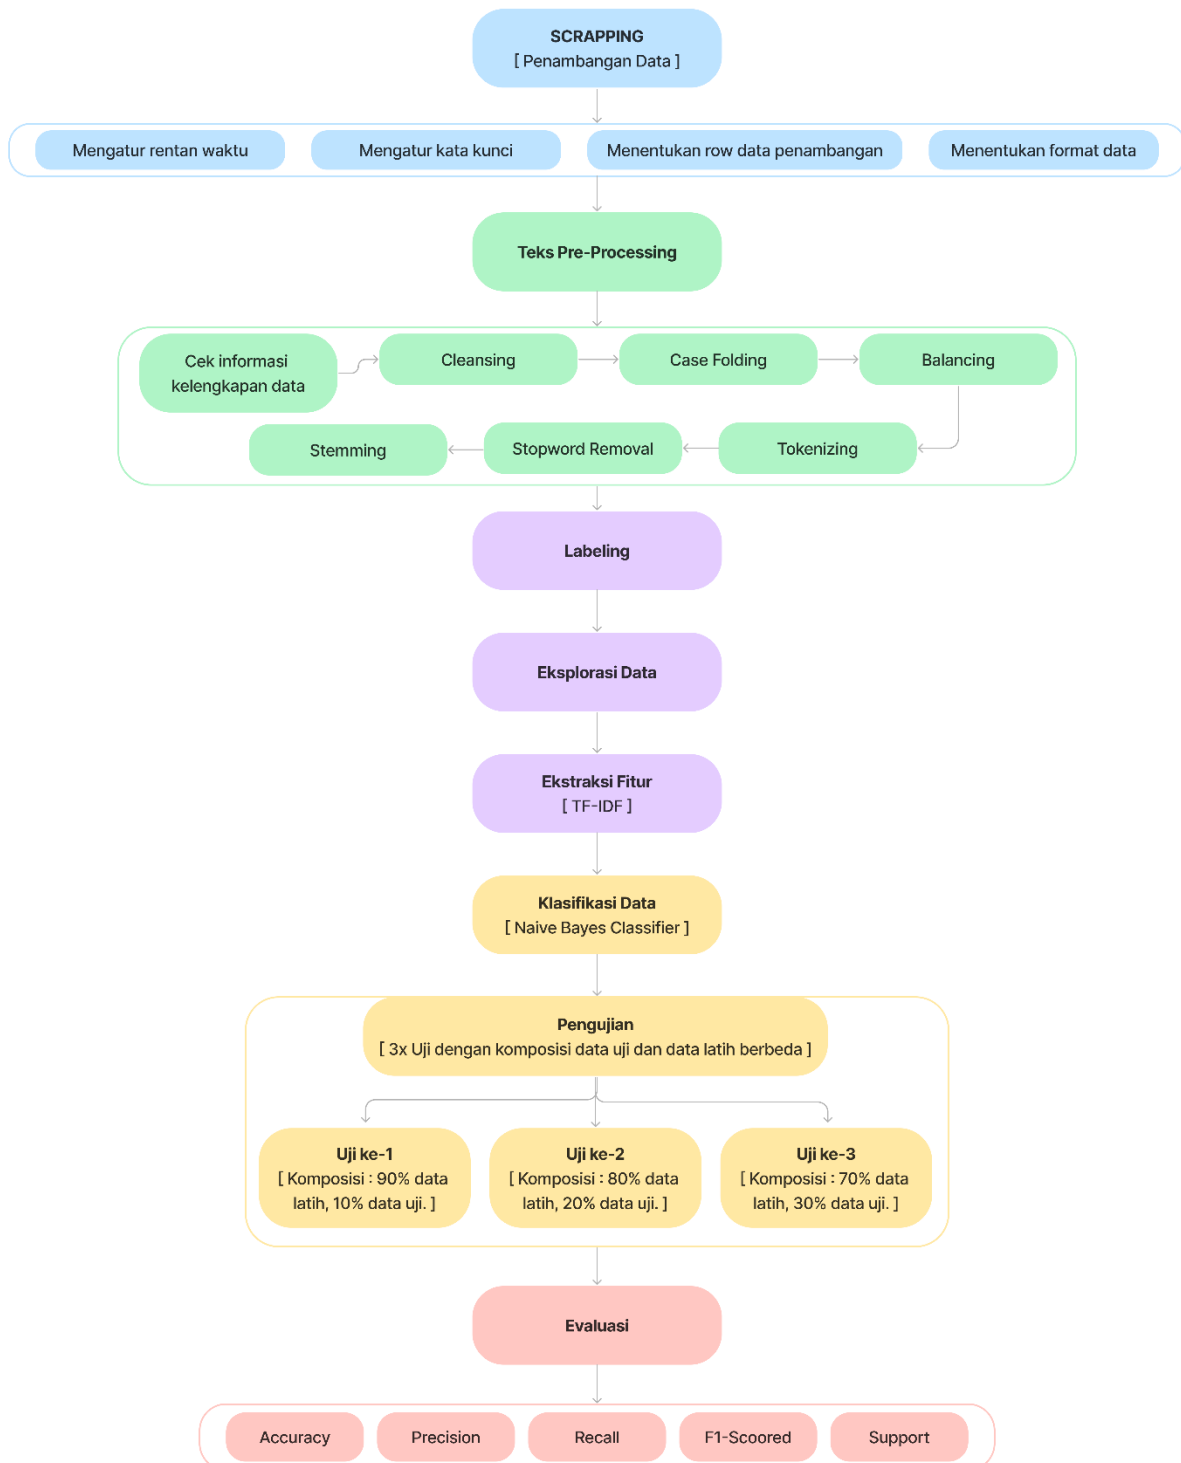 SCRAPPING
[ Penambangan Data ]
Mengatur rentan waktu
Mengatur kata kunci
Menentukan row data penambangan
Menentukan format data
Teks Pre-Processing
Cek informasi
kelengkapan data
Cleansing
Case Folding
Balancing
Tokenizing
Stopword Removal
Stemming
Labeling
Eksplorasi Data
Ekstraksi Fitur
[ TF-IDF ]
Klasifikasi Data
[ Naive Bayes Classifier ]
Pengujian
[ 3x Uji dengan komposisi data uji dan data latih berbeda ]
Uji ke-1
[ Komposisi : 90% data
latih, 10% data uji. ]
Uji ke-2
[ Komposisi : 80% data
latih, 20% data uji. ]
Uji ke-3
[ Komposisi : 70% data
latih, 30% data uji. ]
Evaluasi
Accuracy
Precision
Recall
F1-Scoored
Support